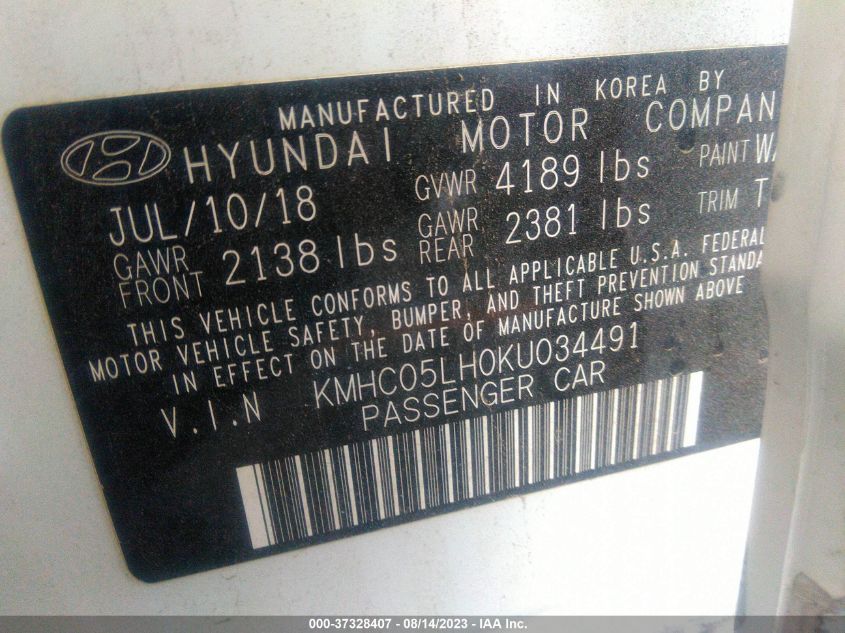 MANUFACTURED IN KOREA BY
HYUNDAI MOTOR COMPAN
JUL/10/18 GVWR 4189 lbs PAINT WA
GAWR FRONT 2138 lbs GAWR REAR 2381 lbs TRIM T
THIS VEHICLE CONFORMS TO ALL APPLICABLE U.S.A. FEDERAL
MOTOR VEHICLE SAFETY, BUMPER, AND THEFT PREVENTION STANDA
IN EFFECT ON THE DATE OF MANUFACTURE SHOWN ABOVE
V.I.N KMHC05LH0KU034491
PASSENGER CAR
000-37328407 - 08/14/2023 - IAA Inc.